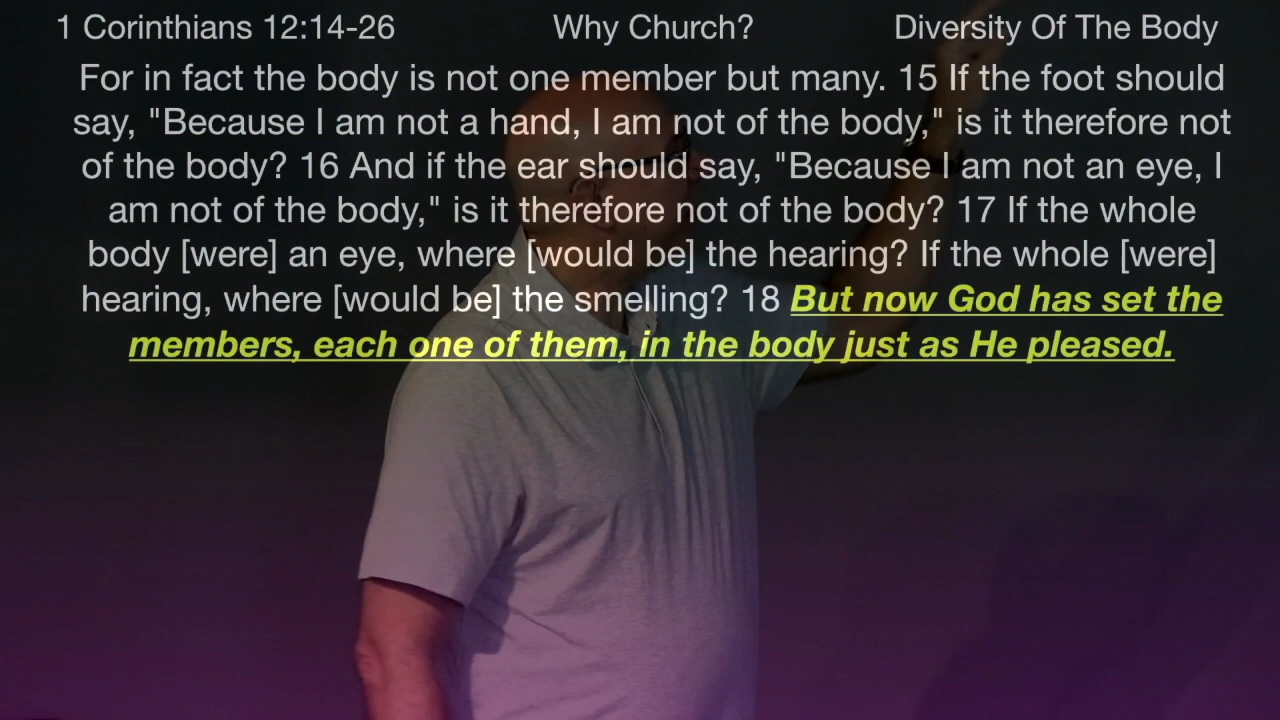 1 Corinthians 12:14-26 Why Church? Diversity Of The Body
For in fact the body is not one member but many. 15 If the foot should
say, "Because I am not a hand, I am not of the body," is it therefore not
of the body? 16 And if the ear should say, "Because I am not an eye, I
am not of the body," is it therefore not of the body? 17 If the whole
body [were] an eye, where [would be] the hearing? If the whole [were]
hearing, where [would be] the smelling? 18 But now God has set the
members, each one of them, in the body just as He pleased.